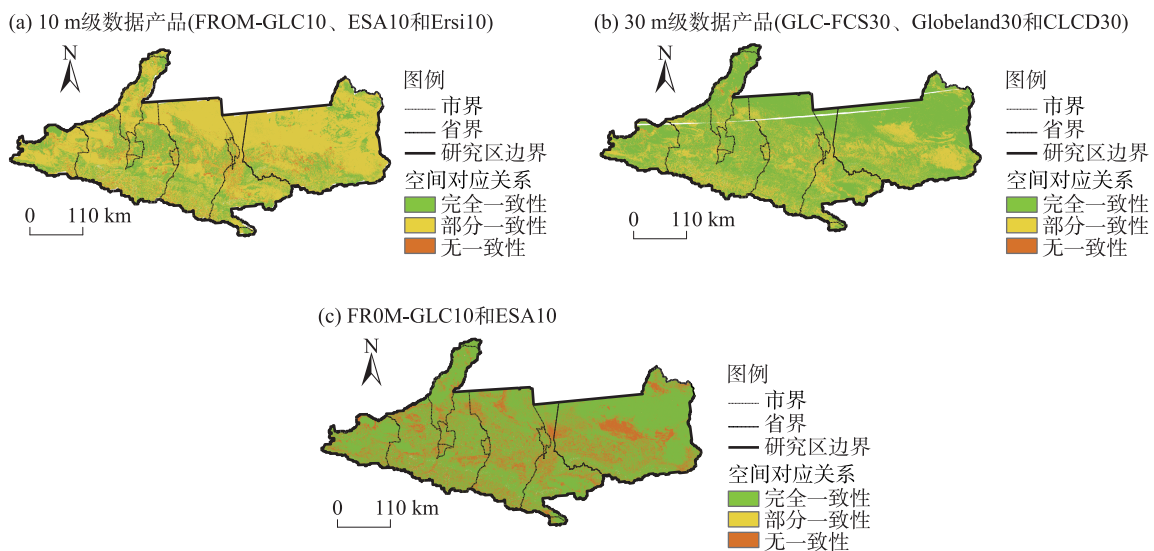 (a) 10 m级数据产品(FROM-GLC10、ESA10和Ersi10)
N
图例
市界
省界
研究区边界
空间对应关系
完全一致性
部分一致性
无一致性
0 110 km
(b) 30 m级数据产品(GLC-FCS30、Globeland30和CLCD30)
N
图例
市界
省界
研究区边界
空间对应关系
完全一致性
部分一致性
无一致性
0 110 km
(c) FR0M-GLC10和ESA10
N
图例
市界
省界
研究区边界
空间对应关系
完全一致性
部分一致性
无一致性
0 110 km